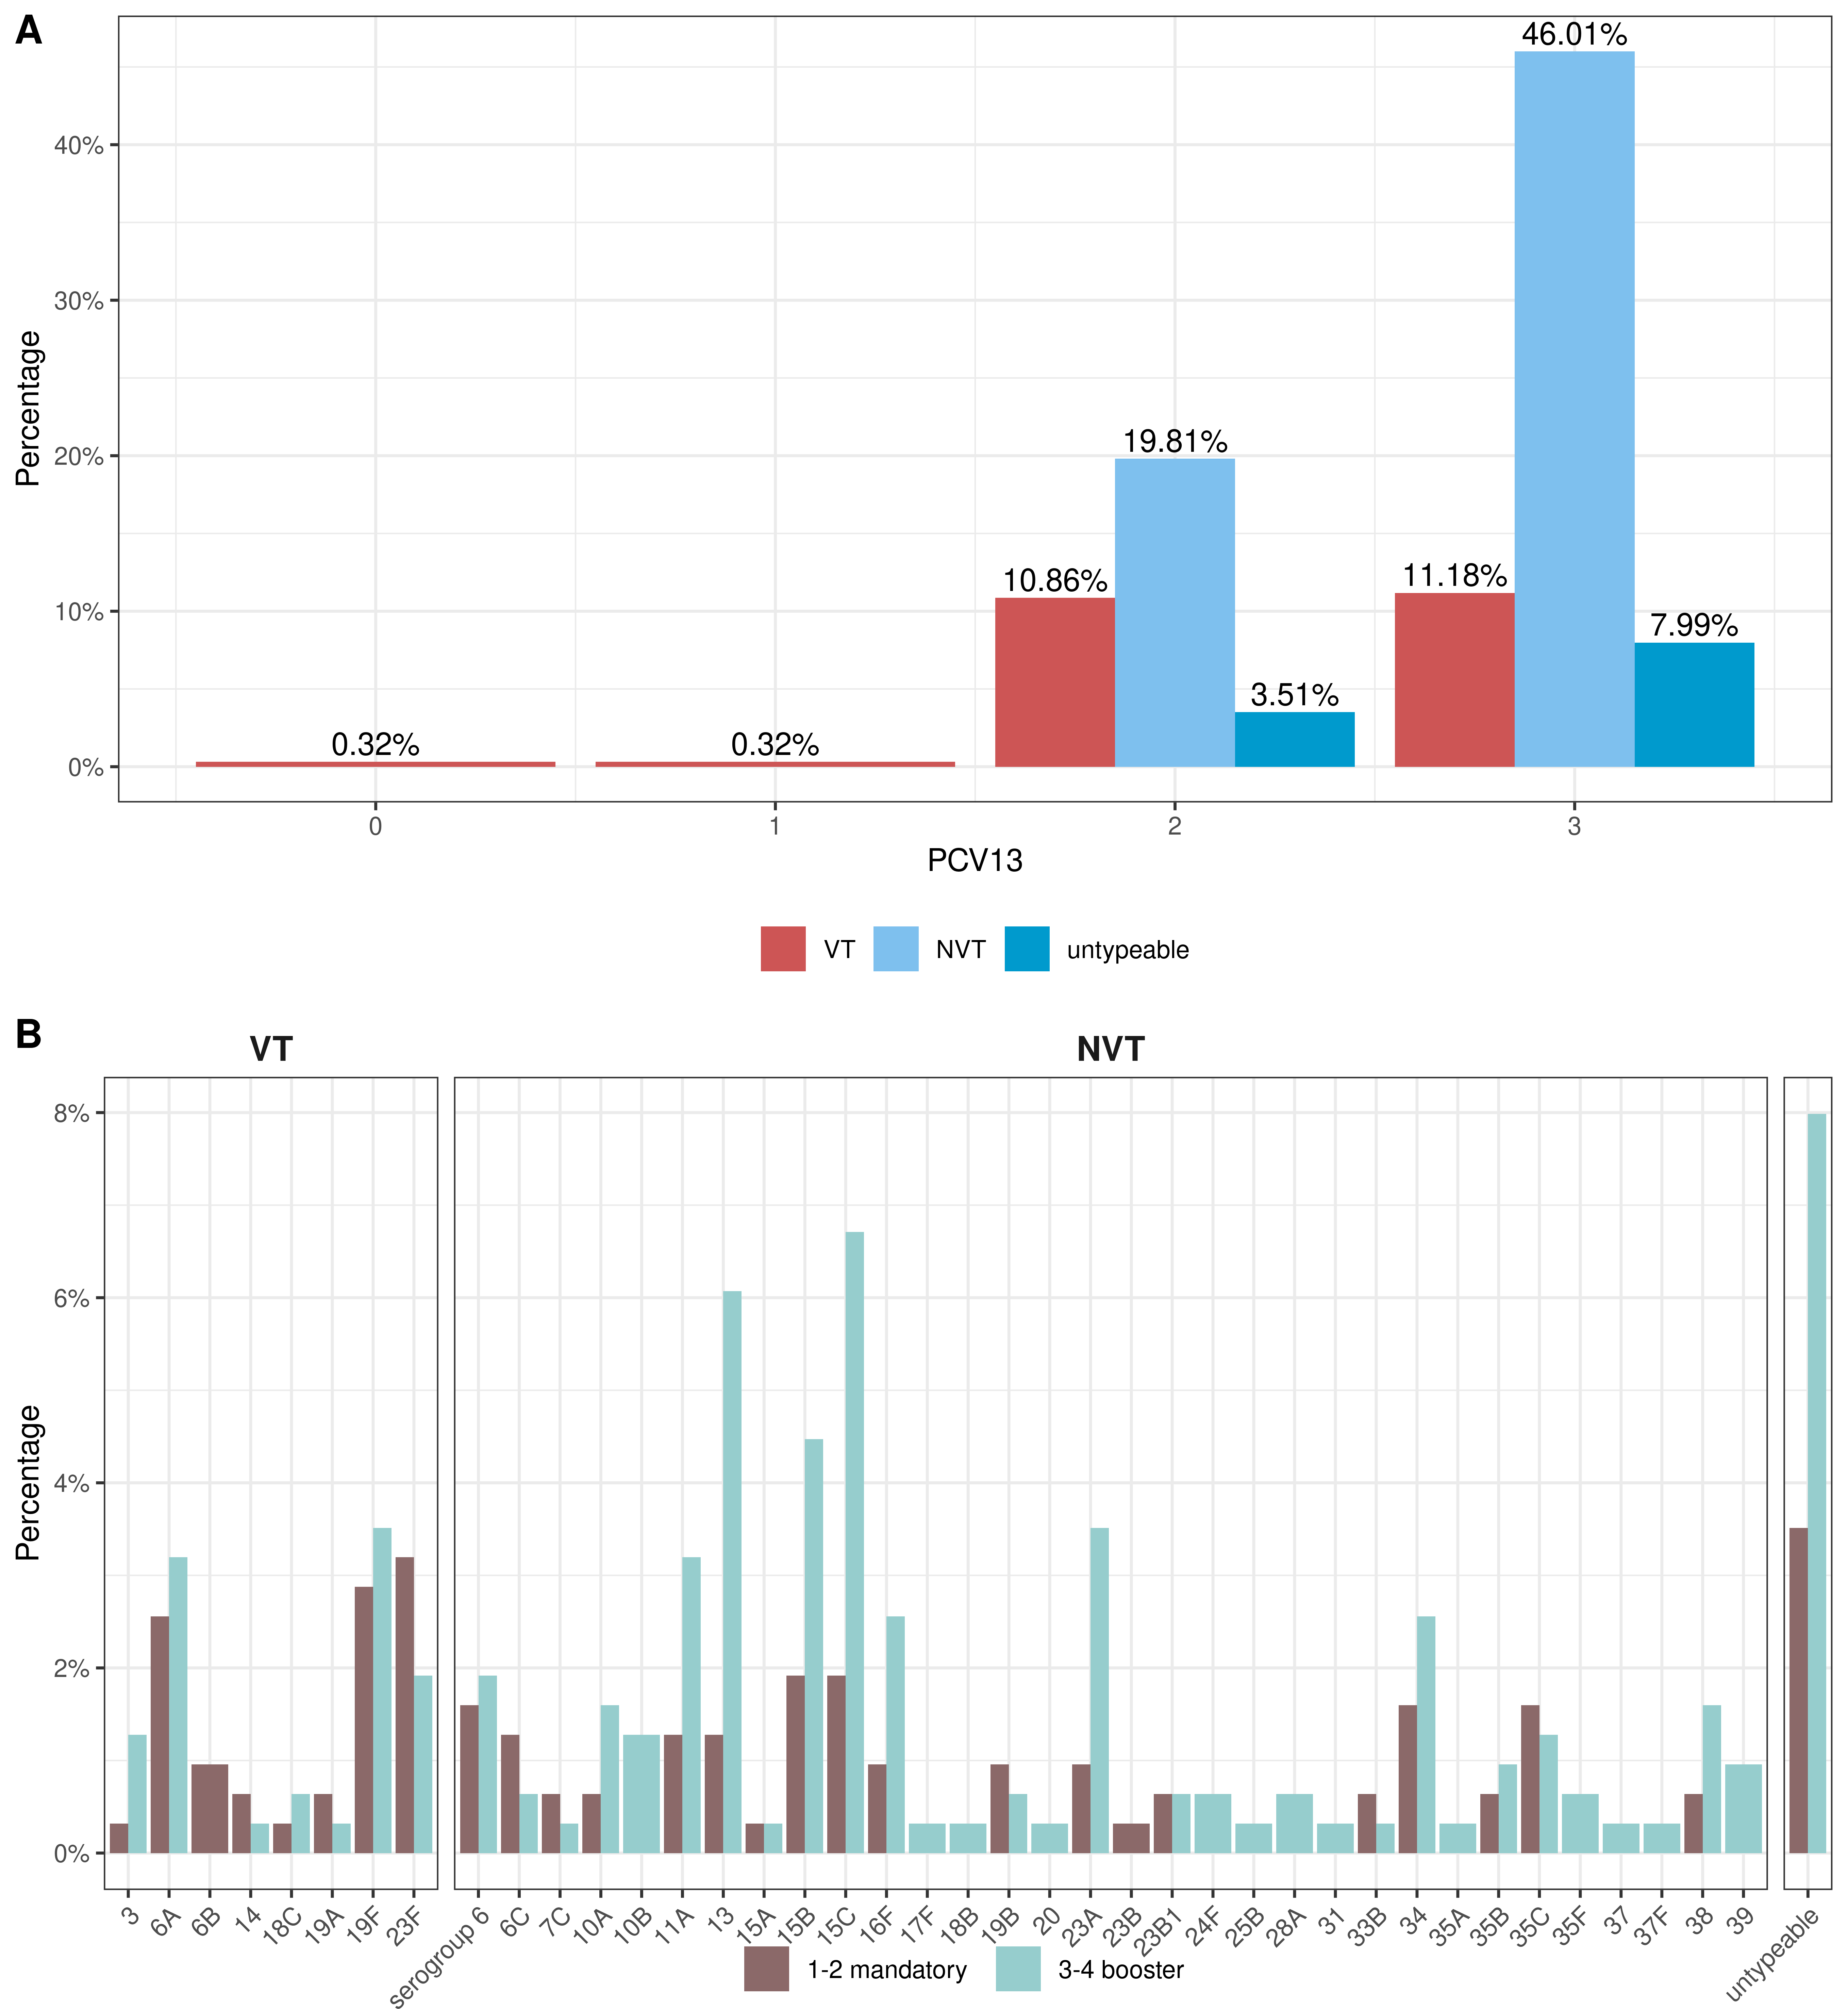 A
46.01%
40%
30%
Percentage
20%
19.81%
10.86%
11.18%
10%
7.99%
3.51%
0.32%
0.32%
0%
0
1
2
3
PCV13
VT
NVT
untypeable
B
VT
NVT
8%
6%
Percentage
4%
2%
0%
3
6A
6B
14
18C
19A
19F
23F
serogroup 6
6C
7C
10A
10B
11A
13
15A
15B
15C
16F
17F
18B
19B
20
23A
23B
23B1
24F
25B
28A
31
33B
34
35A
35B
35C
35F
37
37F
38
39
untypeable
1-2 mandatory
3-4 booster